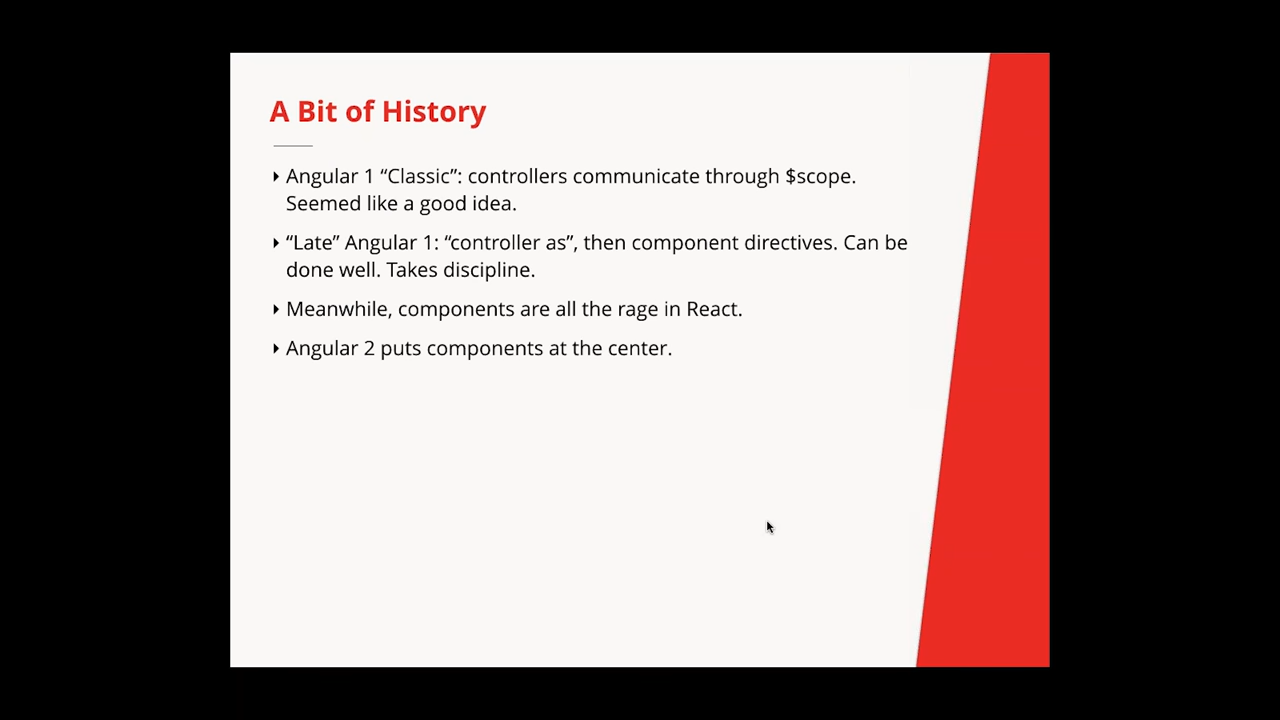 A Bit of History
Angular 1 “Classic”: controllers communicate through $scope.
Seemed like a good idea.
“Late” Angular 1: “controller as”, then component directives. Can be
done well. Takes discipline.
Meanwhile, components are all the rage in React.
Angular 2 puts components at the center.